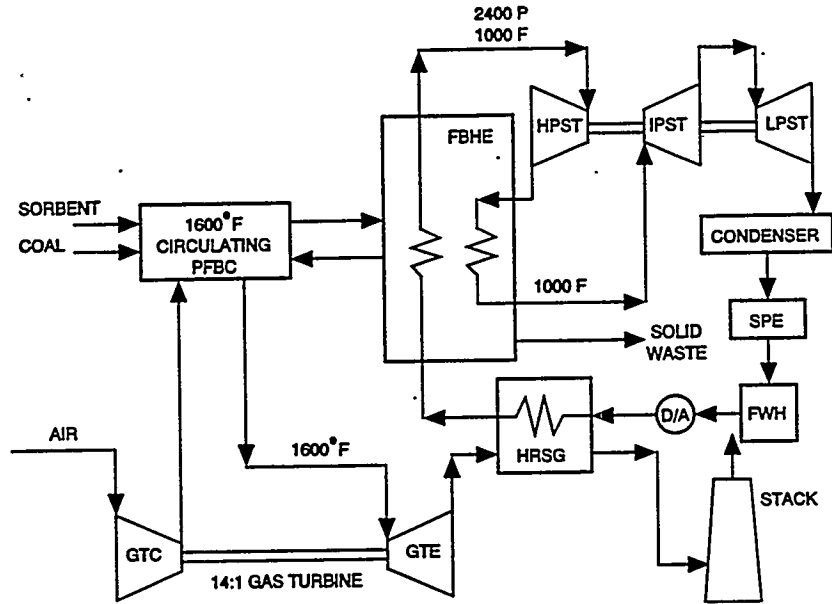 2400 P
1000 F
HPST
IPST
LPST
FBHE
SORBENT
COAL
1600°F
CIRCULATING
PFBC
CONDENSER
1000 F
SPE
SOLID
WASTE
D/A
FWH
HRSG
AIR
1600°F
STACK
GTC
GTE
14:1 GAS TURBINE